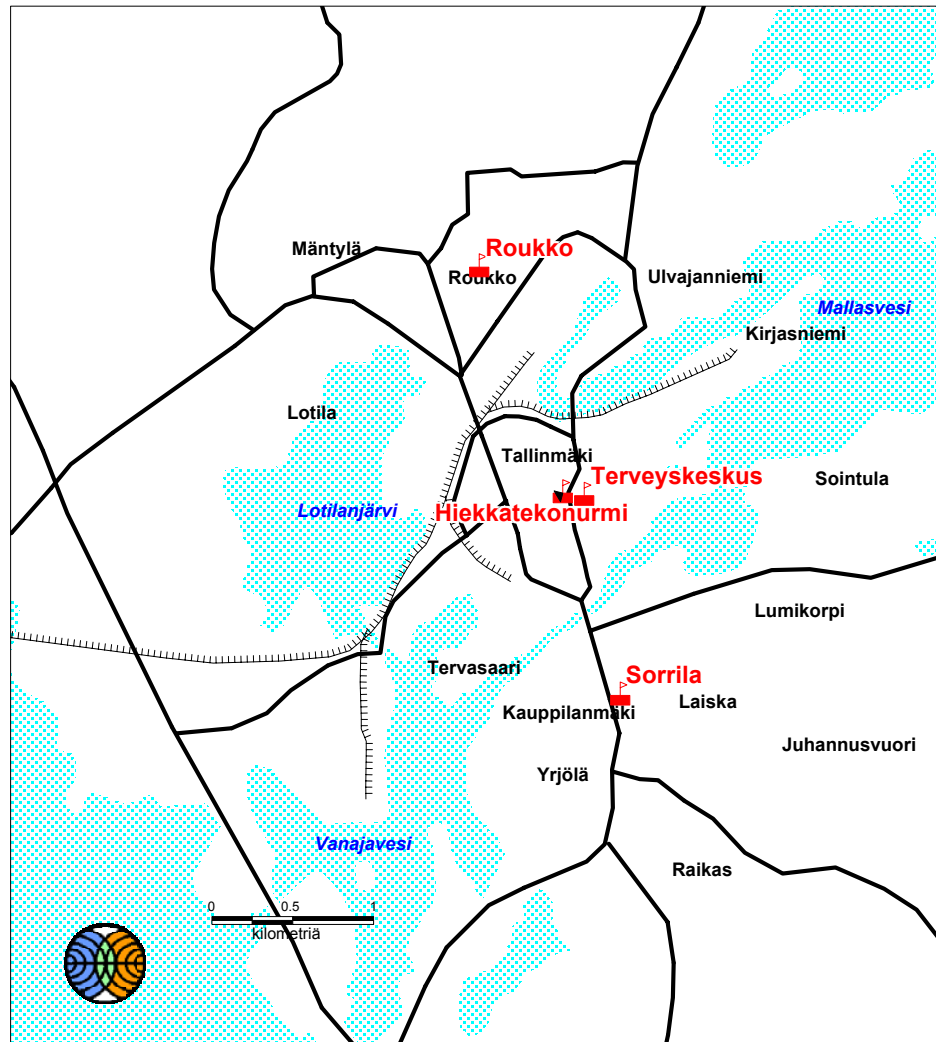 Mäntylä
Roukko
Roukko
Ulvajanniemi
Mallasvesi
Kirjasniemi
Lotila
Tallinmäki
Terveyskeskus
Sointula
Lotilanjärvi
Hiekkatekonurmi
Lumikorpi
Tervasaari
Sorrila
Laiska
Kauppilanmäki
Juhannusvuori
Yrjölä
Vanajavesi
Raikas
0 0.5 1
kilometriä